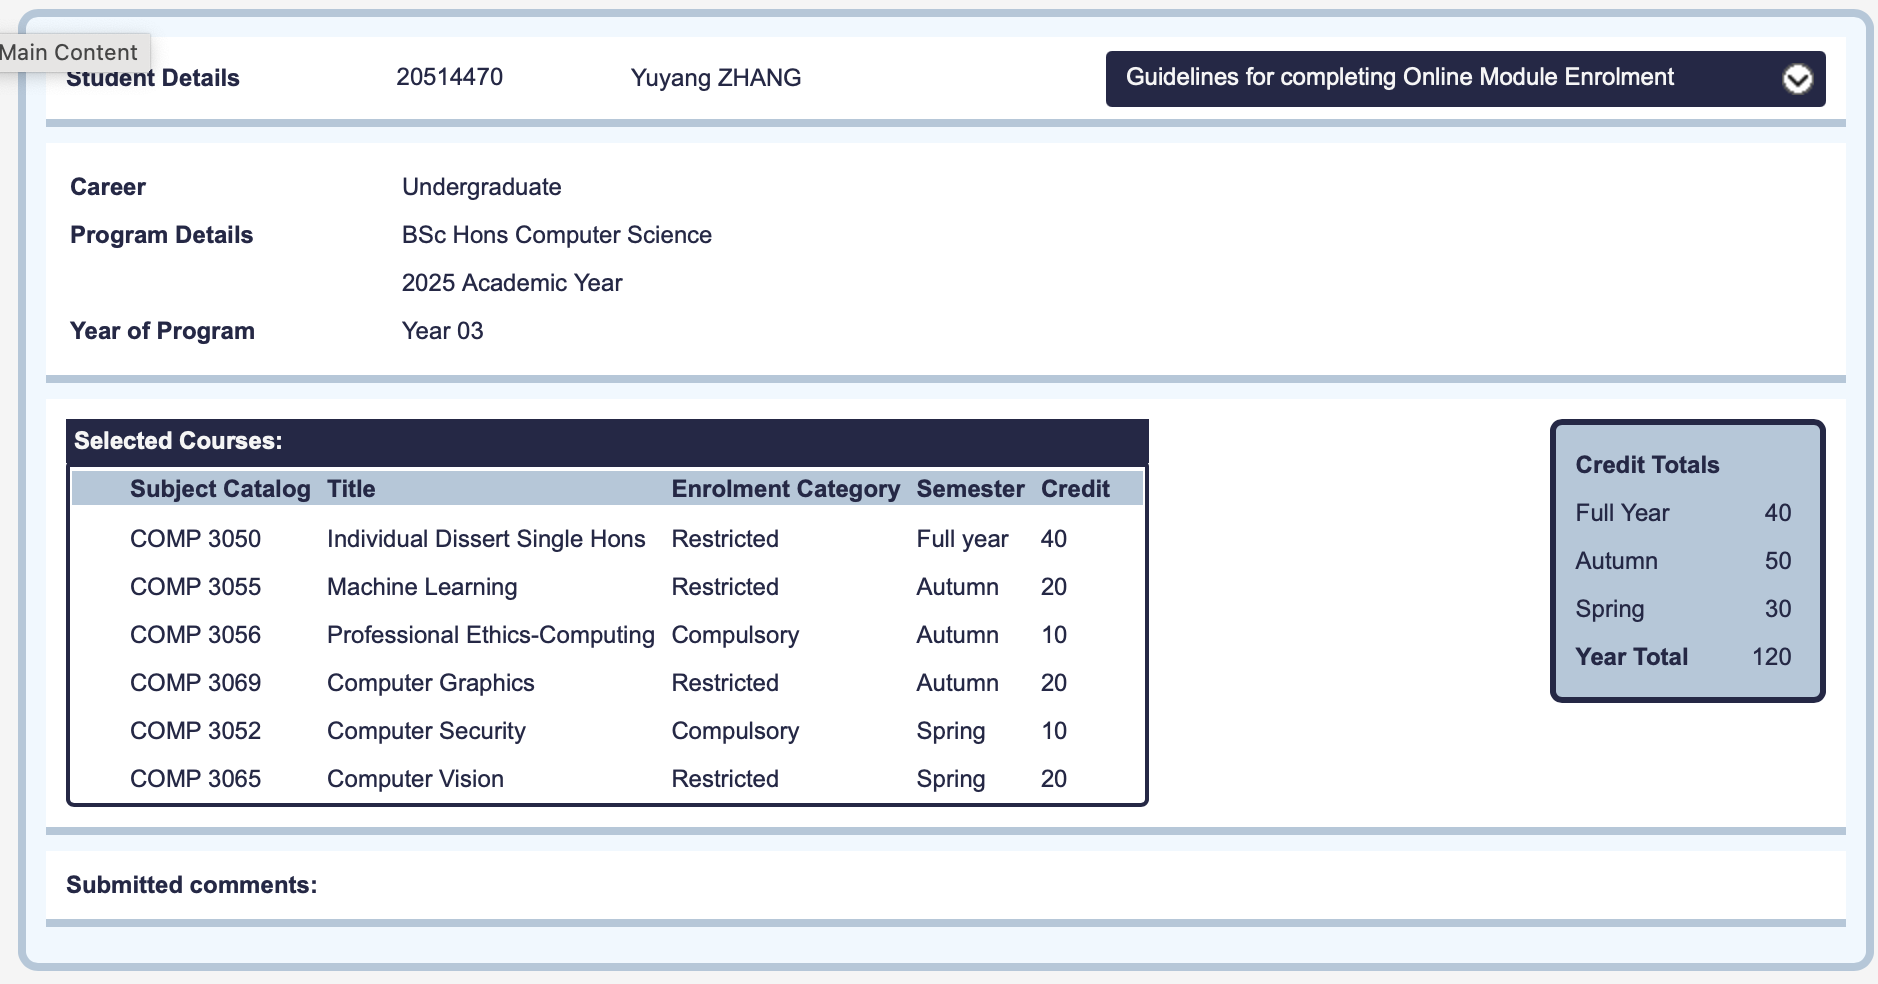 Main Content
Student Details 20514470 Yuyang ZHANG Guidelines for completing Online Module Enrolment
Career Undergraduate
Program Details BSc Hons Computer Science
2025 Academic Year
Year of Program Year 03
Selected Courses:
Subject Catalog Title Enrolment Category Semester Credit
COMP 3050 Individual Dissert Single Hons Restricted Full year 40
COMP 3055 Machine Learning Restricted Autumn 20
COMP 3056 Professional Ethics-Computing Compulsory Autumn 10
COMP 3069 Computer Graphics Restricted Autumn 20
COMP 3052 Computer Security Compulsory Spring 10
COMP 3065 Computer Vision Restricted Spring 20
Credit Totals
Full Year 40
Autumn 50
Spring 30
Year Total 120
Submitted comments: